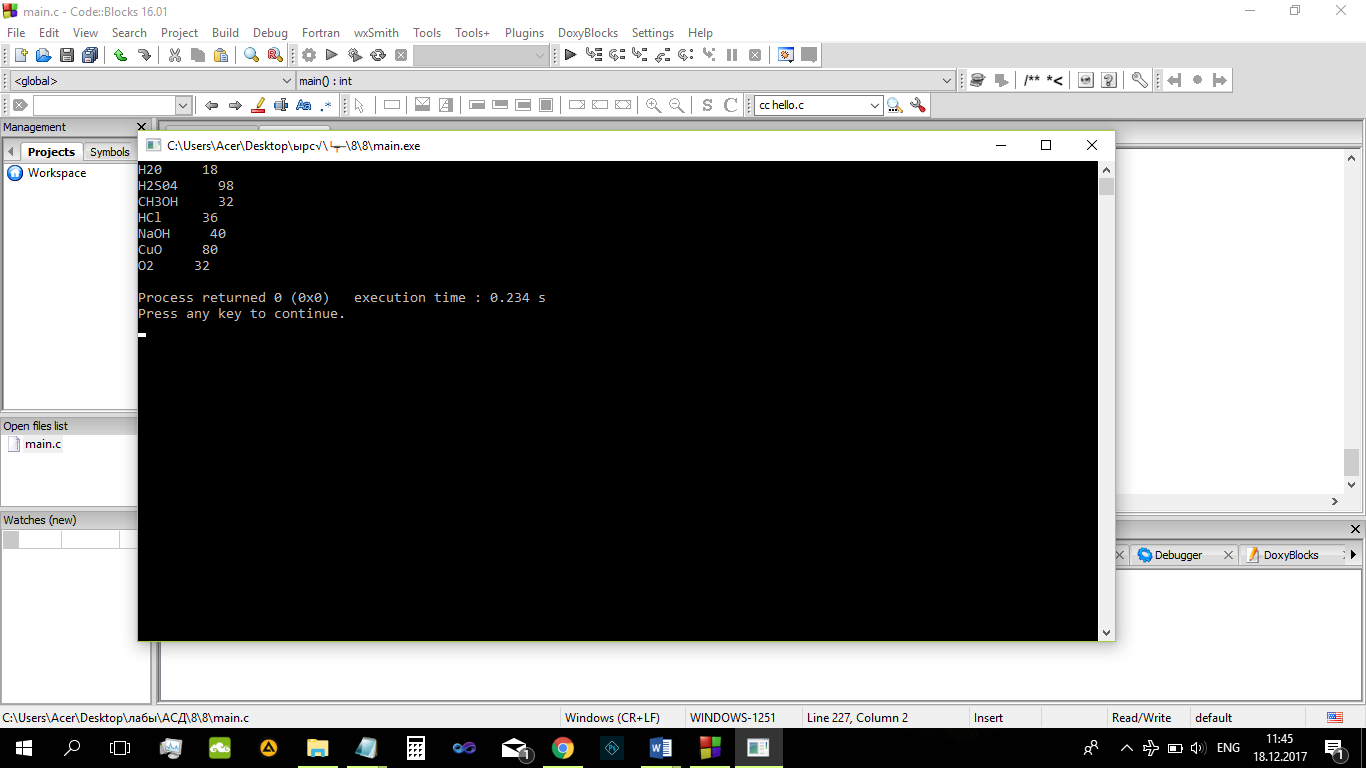 main.c - Code::Blocks 16.01
File Edit View Search Project Build Debug Fortran wxSmith Tools Tools+ Plugins DoxyBlocks Settings Help
<global> main() : int /** *<
cc hello.c
Management
Projects Symbols
Workspace
C:\Users\Acer\Desktop\ырс√\└┬─\8\8\main.exe
H20 18
H2S04 98
CH3OH 32
HCl 36
NaOH 40
CuO 80
O2 32
Process returned 0 (0x0) execution time : 0.234 s
Press any key to continue.
Open files list
main.c
Watches (new)
Debugger DoxyBlocks
C:\Users\Acer\Desktop\лабы\АСД\8\8\main.c Windows (CR+LF) WINDOWS-1251 Line 227, Column 2 Insert Read/Write default
ENG
11:45
18.12.2017